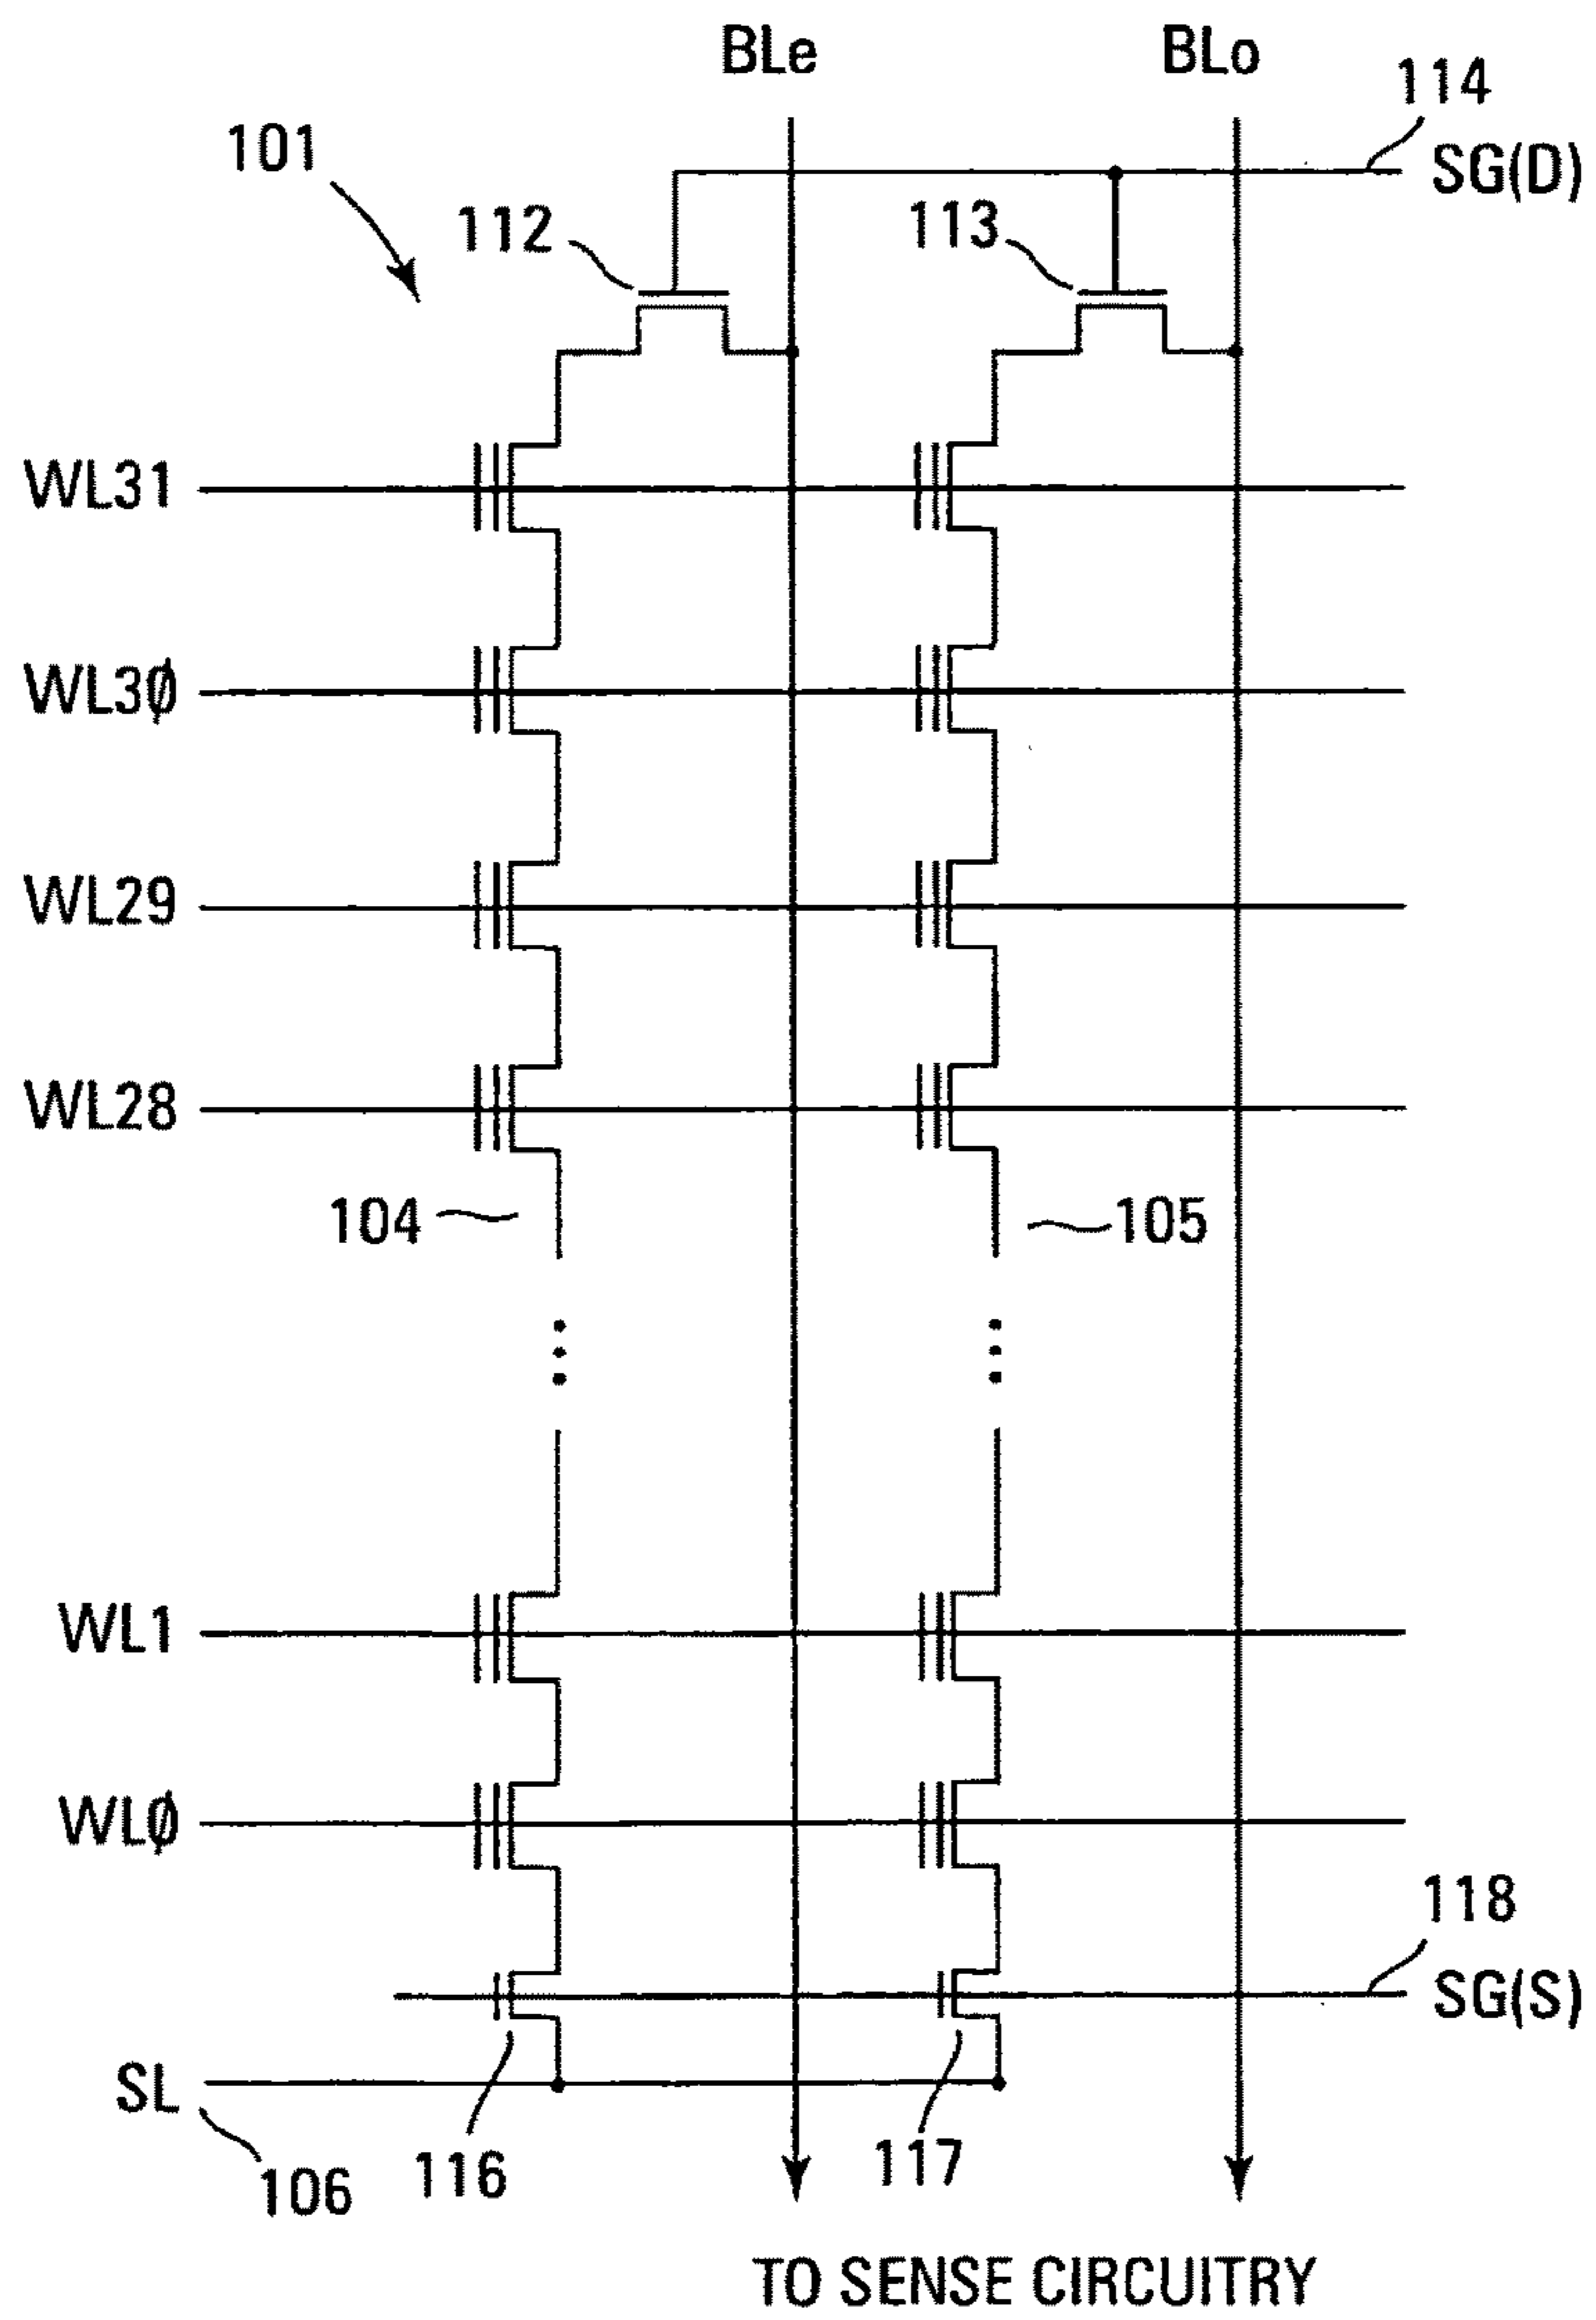 BLe
BLo
114
SG(D)
101
112
113
WL31
WL3Ø
WL29
WL28
104
105
WL1
WLØ
118
SG(S)
SL
106
116
117
TO SENSE CIRCUITRY